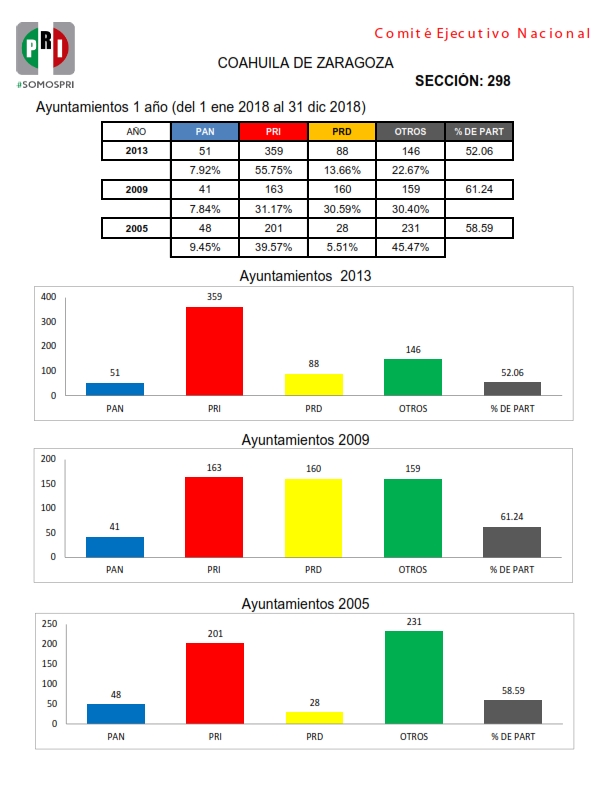 Comité Ejecutivo Nacional
PRI
#SOMOSPRI
COAHUILA DE ZARAGOZA
SECCIÓN: 298
Ayuntamientos 1 año (del 1 ene 2018 al 31 dic 2018)
AÑO PAN PRI PRD OTROS % DE PART
2013 51 359 88 146 52.06
7.92% 55.75% 13.66% 22.67%
2009 41 163 160 159 61.24
7.84% 31.17% 30.59% 30.40%
2005 48 201 28 231 58.59
9.45% 39.57% 5.51% 45.47%
Ayuntamientos 2013
400
300
200
100
0
51 359 88 146 52.06
PAN PRI PRD OTROS % DE PART
Ayuntamientos 2009
200
150
100
50
0
41 163 160 159 61.24
PAN PRI PRD OTROS % DE PART
Ayuntamientos 2005
250
200
150
100
50
0
48 201 28 231 58.59
PAN PRI PRD OTROS % DE PART